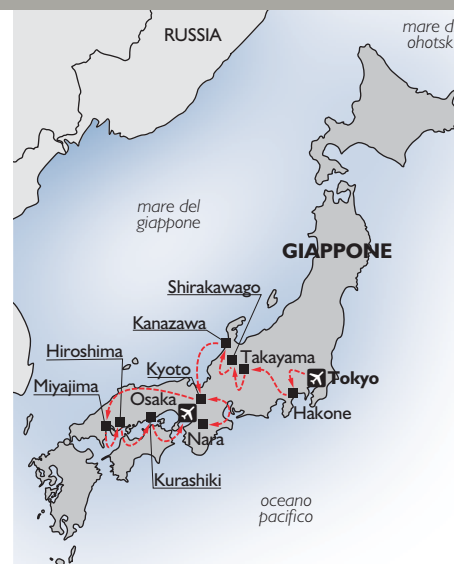 RUSSIA
mare d
ohotsk
mare del
giappone
GIAPPONE
Shirakawago
Kanazawa
Hiroshima
Takayama
Kyoto
Tokyo
Miyajima
Osaka
Hakone
Nara
Kurashiki
oceano
pacifico